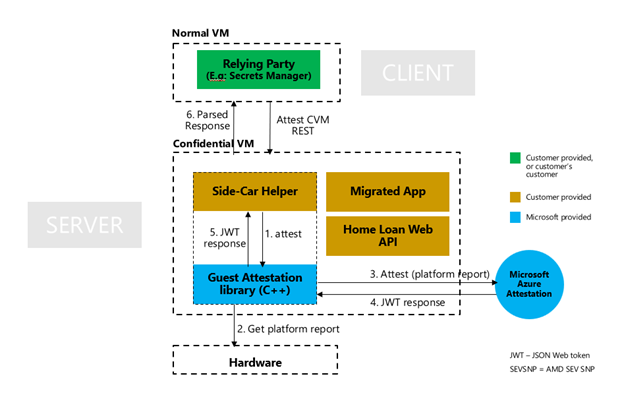 Normal VM
Relying Party
(E.g: Secrets Manager)
CLIENT
6. Parsed
Response
Attest CVM
REST
Confidential VM
Customer provided,
or customer's
customer
Customer provided
Microsoft provided
SERVER
Side-Car Helper
Migrated App
Home Loan Web
API
5. JWT
response
1. attest
Guest Attestation
library (C++)
3. Attest (platform report)
4. JWT response
Microsoft
Azure
Attestation
2. Get platform report
Hardware
JWT – JSON Web token
SEVSNP = AMD SEV SNP